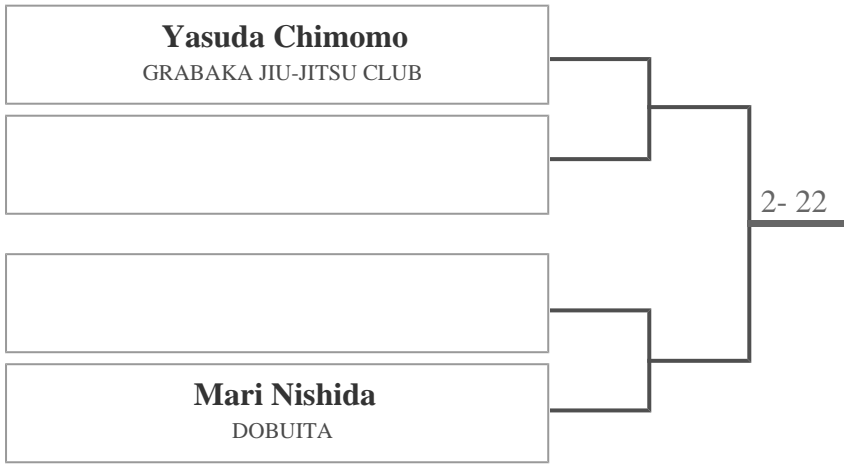 Yasuda Chimomo
GRABAKA JIU-JITSU CLUB
2- 22
Mari Nishida
DOBUITA